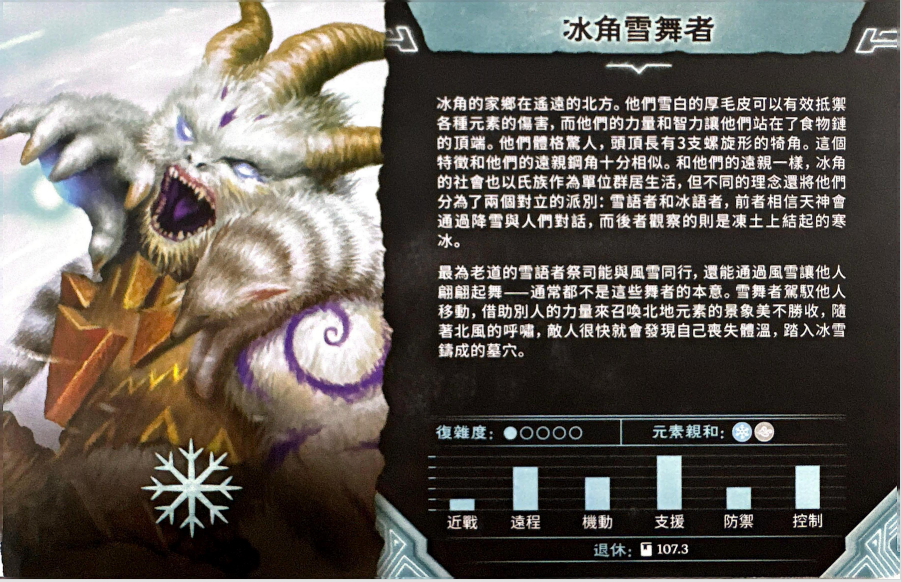 冰角雪舞者
冰角的家鄉在遙遠的北方。他們雪白的厚毛皮可以有效抵禦
各種元素的傷害，而他們的力量和智力讓他們站在了食物鏈
的頂端。他們體格驚人，頭頂長有3支螺旋形的犄角。這個
特徵和他們的遠親鋼角十分相似。和他們的遠親一樣，冰角
的社會也以氏族作為單位群居生活，但不同的理念還將他們
分為了兩個對立的派別：雪語者和冰語者，前者相信天神會
通過降雪與人們對話，而後者觀察的則是凍土上結起的寒
冰。
最為老道的雪語者祭司能與風雪同行，還能通過風雪讓他人
翩翩起舞——通常都不是這些舞者的本意。雪舞者駕馭他人
移動，借助別人的力量來召喚北地元素的景象美不勝收，隨
著北風的呼嘯，敵人很快就會發現自己喪失體溫，踏入冰雪
鑄成的墓穴。
復雜度：
元素親和：
近戰 遠程 機動 支援 防禦 控制
退休： 107.3